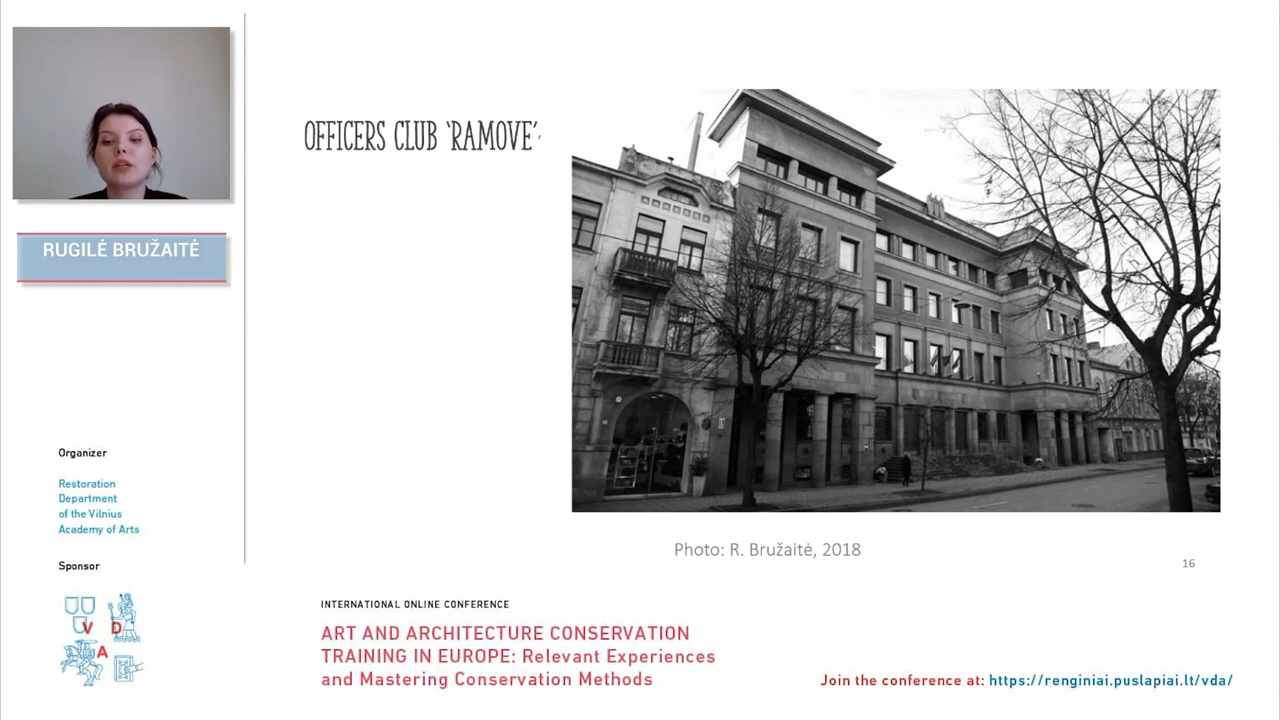 RUGILĖ BRUŽAITĖ
Organizer
Restoration
Department
of the Vilnius
Academy of Arts
Sponsor
V D
A
OFFICERS CLUB ‘RAMOVĖ’
Photo: R. Bružaitė, 2018
16
INTERNATIONAL ONLINE CONFERENCE
ART AND ARCHITECTURE CONSERVATION
TRAINING IN EUROPE: Relevant Experiences
and Mastering Conservation Methods
Join the conference at: https://renginiai.puslapiai.lt/vda/